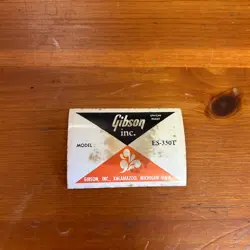 Gibson
inc.
MODEL
ES-350T
GIBSON, INC., KALAMAZOO, MICHIGAN